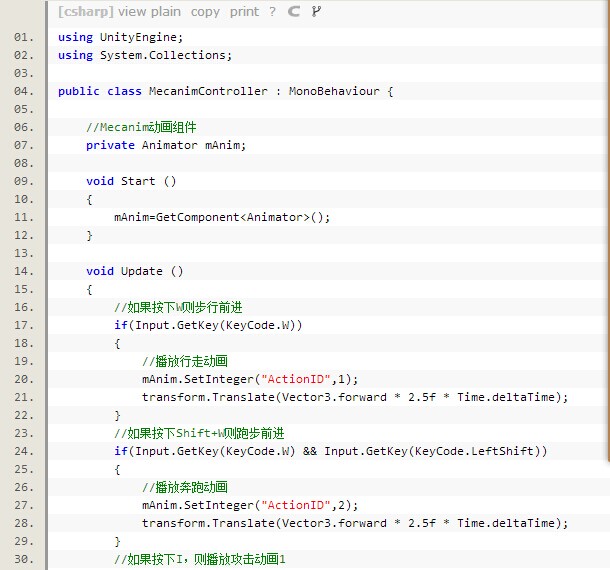 [csharp] view plain copy print ?
01. using UnityEngine;
02. using System.Collections;
03.
04. public class MecanimController : MonoBehaviour {
05.
06.     //Mecanim动画组件
07.     private Animator mAnim;
08.
09.     void Start ()
10.     {
11.         mAnim=GetComponent<Animator>();
12.     }
13.
14.     void Update ()
15.     {
16.         //如果按下W则步行前进
17.         if(Input.GetKey(KeyCode.W))
18.         {
19.             //播放行走动画
20.             mAnim.SetInteger("ActionID",1);
21.             transform.Translate(Vector3.forward * 2.5f * Time.deltaTime);
22.         }
23.         //如果按下Shift+W则跑步前进
24.         if(Input.GetKey(KeyCode.W) && Input.GetKey(KeyCode.LeftShift))
25.         {
26.             //播放奔跑动画
27.             mAnim.SetInteger("ActionID",2);
28.             transform.Translate(Vector3.forward * 2.5f * Time.deltaTime);
29.         }
30.         //如果按下I，则播放攻击动画1